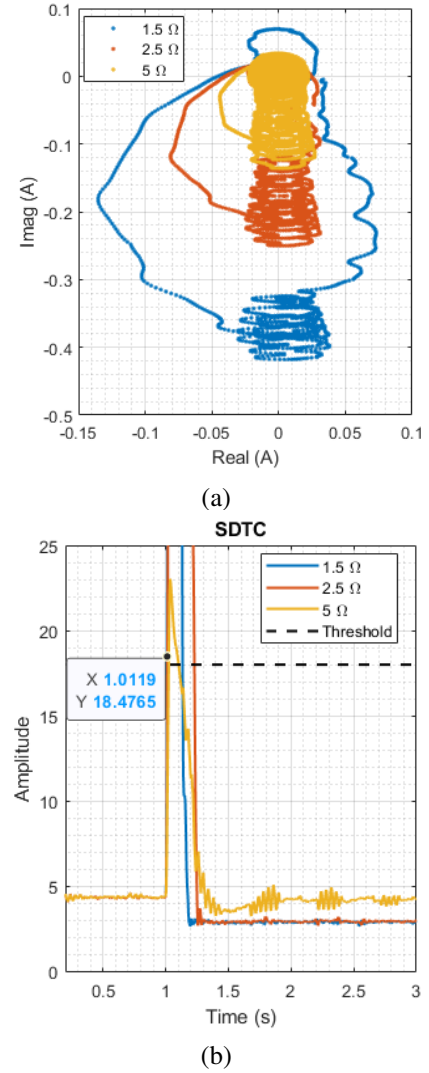 0.1
0
-0.1
-0.2
-0.3
-0.4
-0.5
Imag (A)
1.5 Ω
2.5 Ω
5 Ω
-0.15 -0.1 -0.05 0 0.05 0.1
Real (A)
(a)
SDTC
25
20
15
10
5
0
Amplitude
1.5 Ω
2.5 Ω
5 Ω
Threshold
X 1.0119
Y 18.4765
0.5 1 1.5 2 2.5 3
Time (s)
(b)